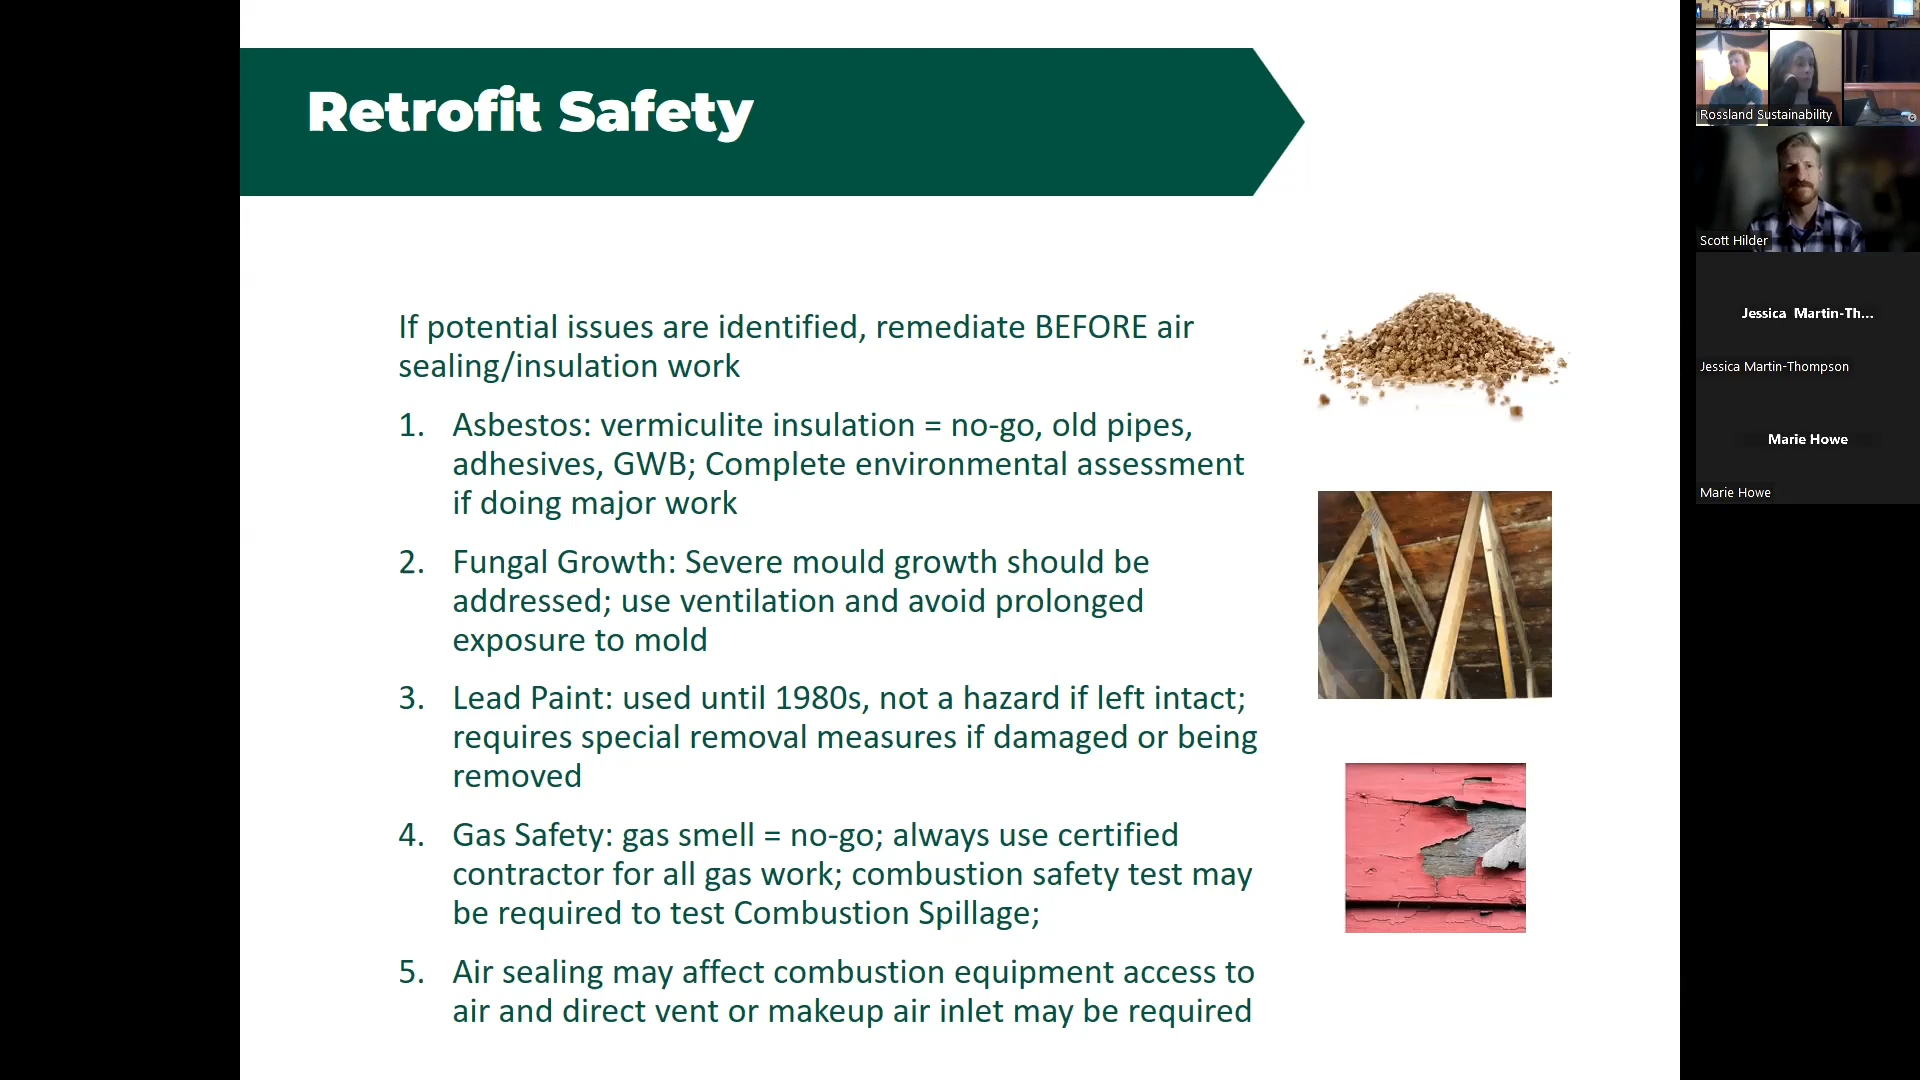 Retrofit Safety
If potential issues are identified, remediate BEFORE air
sealing/insulation work
1. Asbestos: vermiculite insulation = no-go, old pipes,
adhesives, GWB; Complete environmental assessment
if doing major work
2. Fungal Growth: Severe mould growth should be
addressed; use ventilation and avoid prolonged
exposure to mold
3. Lead Paint: used until 1980s, not a hazard if left intact;
requires special removal measures if damaged or being
removed
4. Gas Safety: gas smell = no-go; always use certified
contractor for all gas work; combustion safety test may
be required to test Combustion Spillage;
5. Air sealing may affect combustion equipment access to
air and direct vent or makeup air inlet may be required
Rossland Sustainability
Scott Hilder
Jessica Martin-Th...
Jessica Martin-Thompson
Marie Howe
Marie Howe